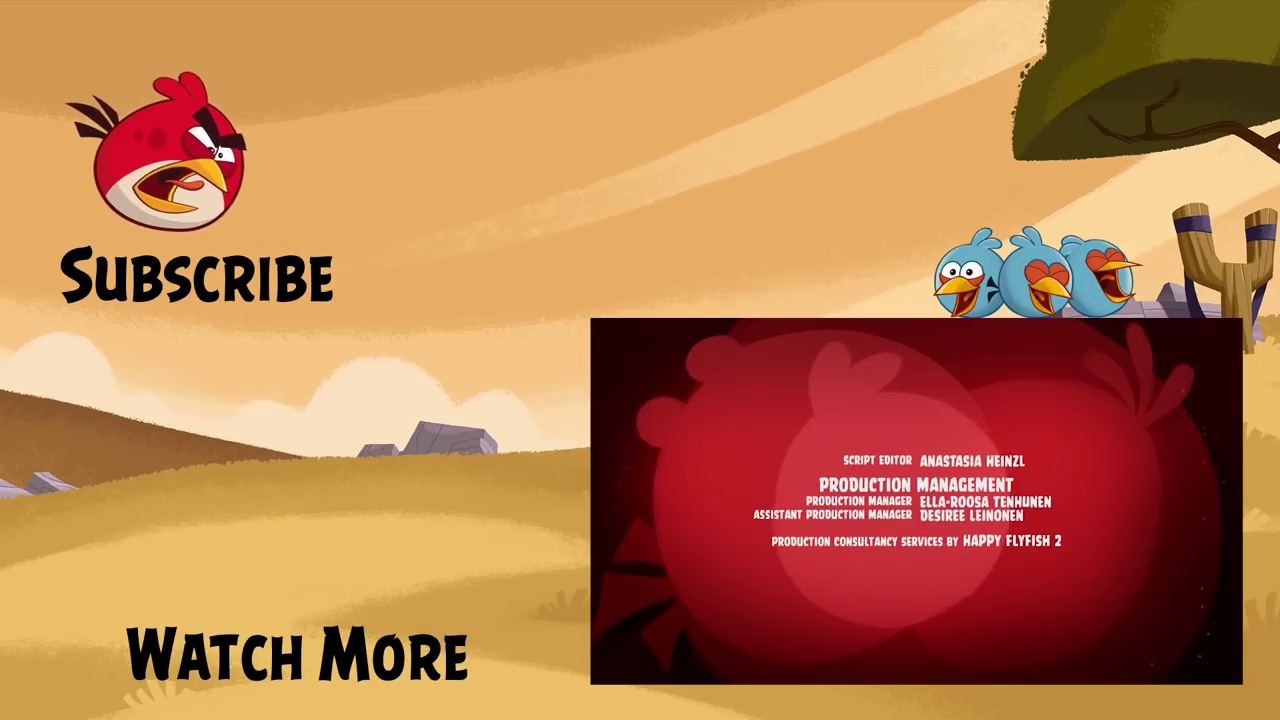 SUBSCRIBE
SCRIPT EDITOR ANASTASIA HEINZL
PRODUCTION MANAGEMENT
PRODUCTION MANAGER ELLA-ROOSA TENHUNEN
ASSISTANT PRODUCTION MANAGER DESIREE LEINONEN
PRODUCTION CONSULTANCY SERVICES BY HAPPY FLYFISH 2
WATCH MORE